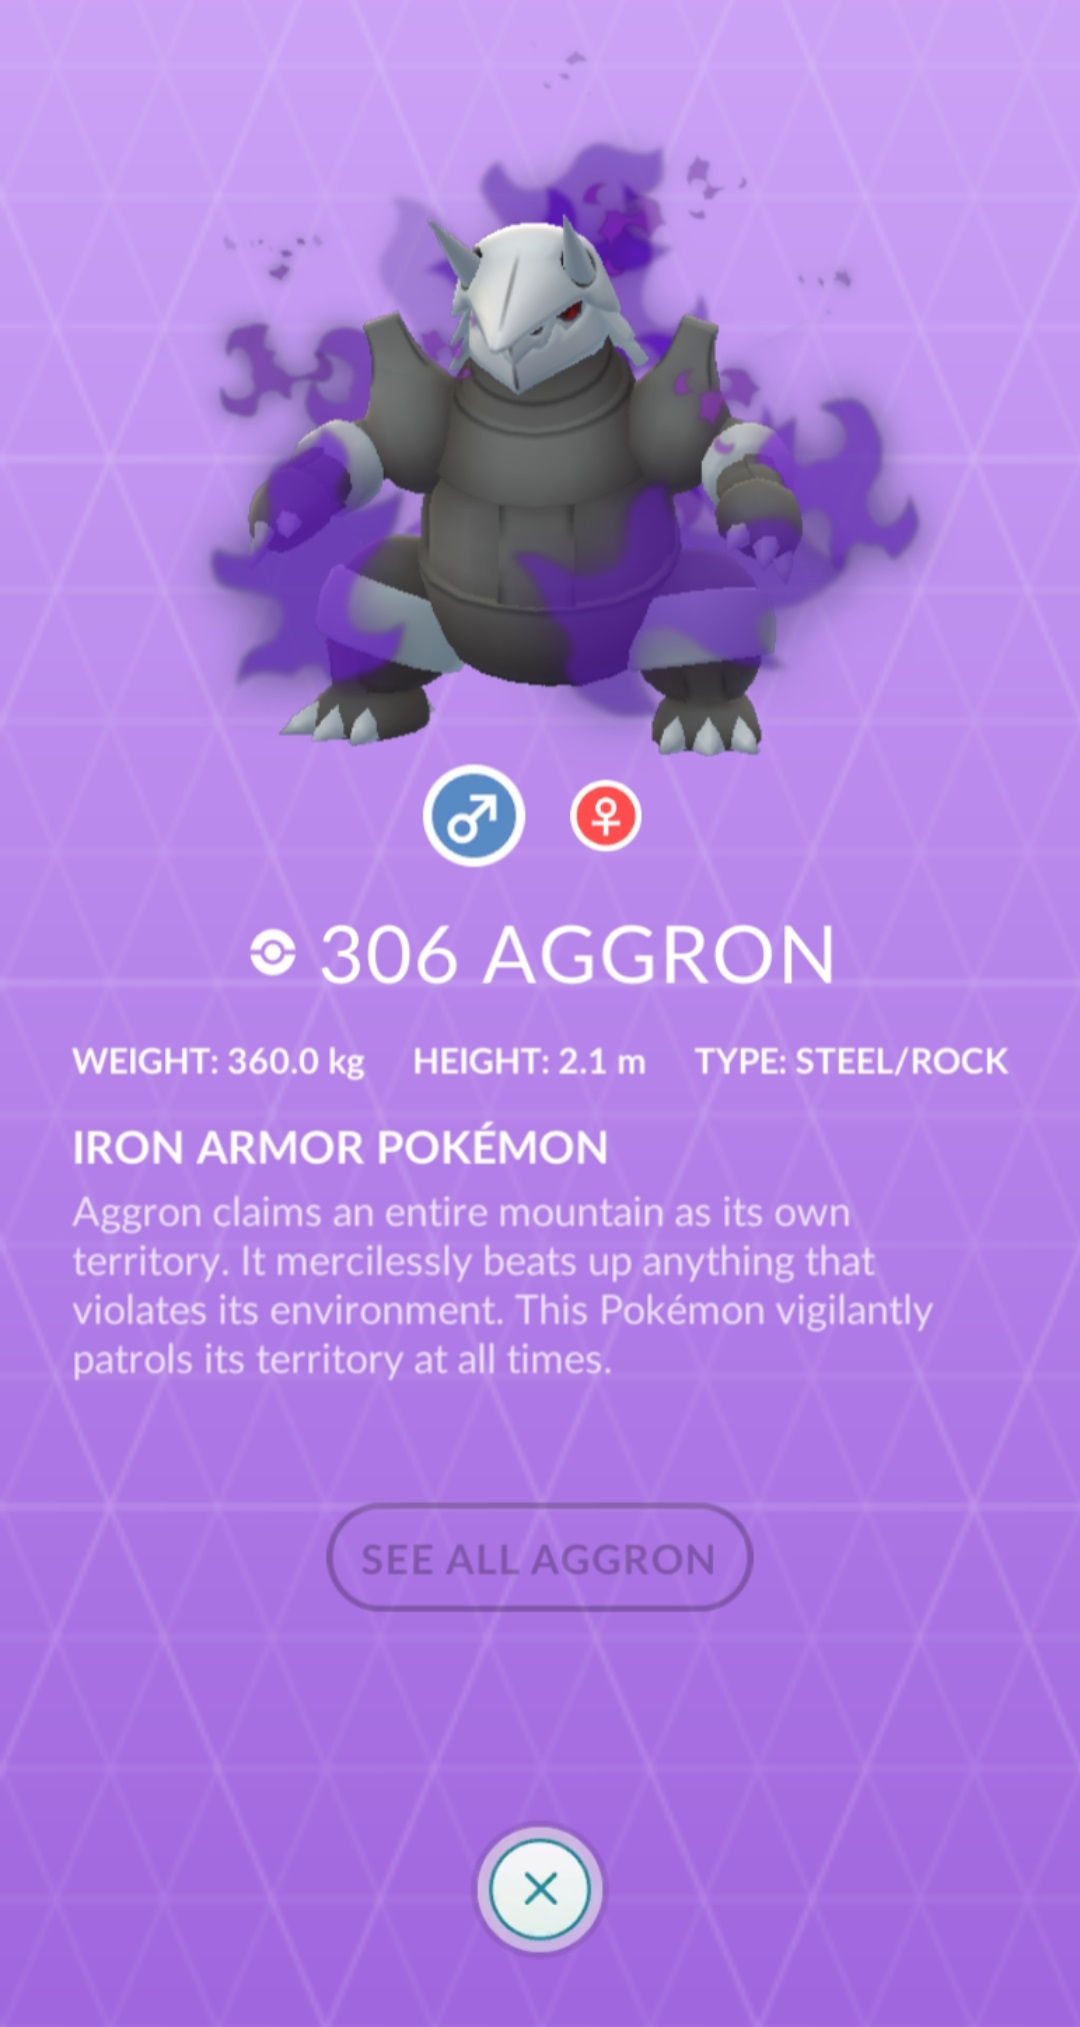 306 AGGRON
WEIGHT: 360.0 kg HEIGHT: 2.1 m TYPE: STEEL/ROCK
IRON ARMOR POKÉMON
Aggron claims an entire mountain as its own
territory. It mercilessly beats up anything that
violates its environment. This Pokémon vigilantly
patrols its territory at all times.
SEE ALL AGGRON